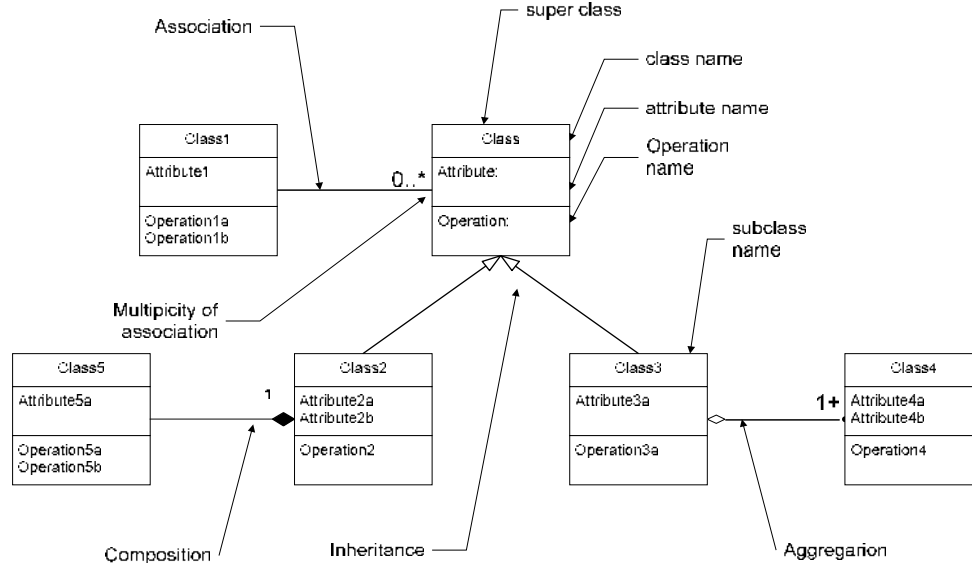 super class
Association
class name
attribute name
Operation
name
Class1
Attribute1
Operation1a
Operation1b
0..*
Class
Attribute:
Operation:
subclass
name
Multipicity of
association
Class5
Attribute5a
Operation5a
Operation5b
1
Class2
Attribute2a
Attribute2b
Operation2
Class3
Attribute3a
Operation3a
1+
Class4
Attribute4a
Attribute4b
Operation4
Composition
Inheritance
Aggregarion